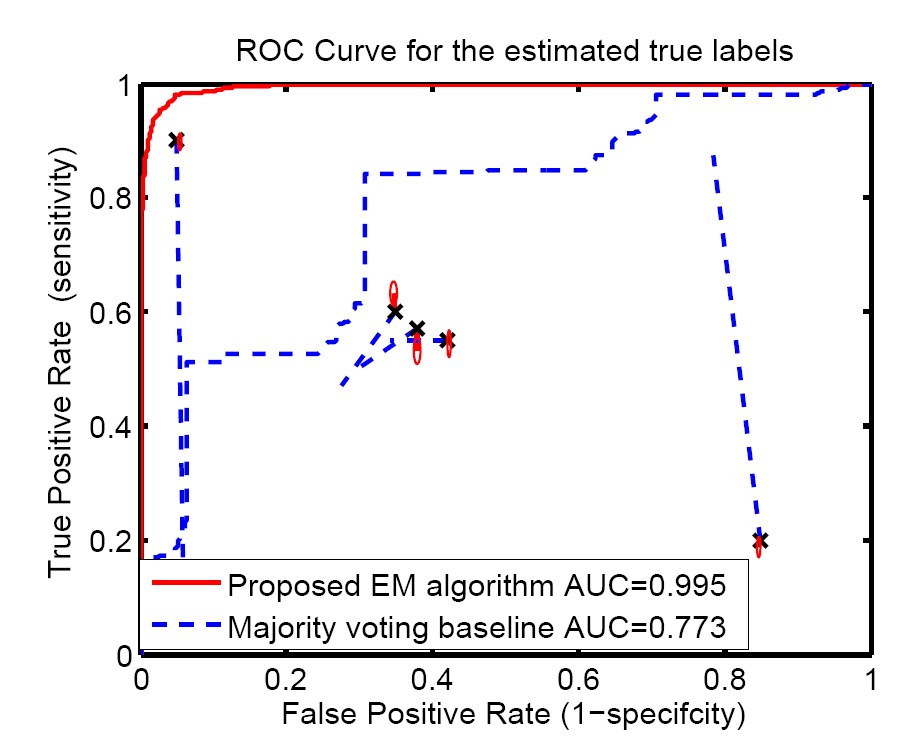 ROC Curve for the estimated true labels
True Positive Rate (sensitivity)
1
0.8
0.6
0.4
0.2
0
Proposed EM algorithm AUC=0.995
Majority voting baseline AUC=0.773
0 0.2 0.4 0.6 0.8 1
False Positive Rate (1−specifcity)